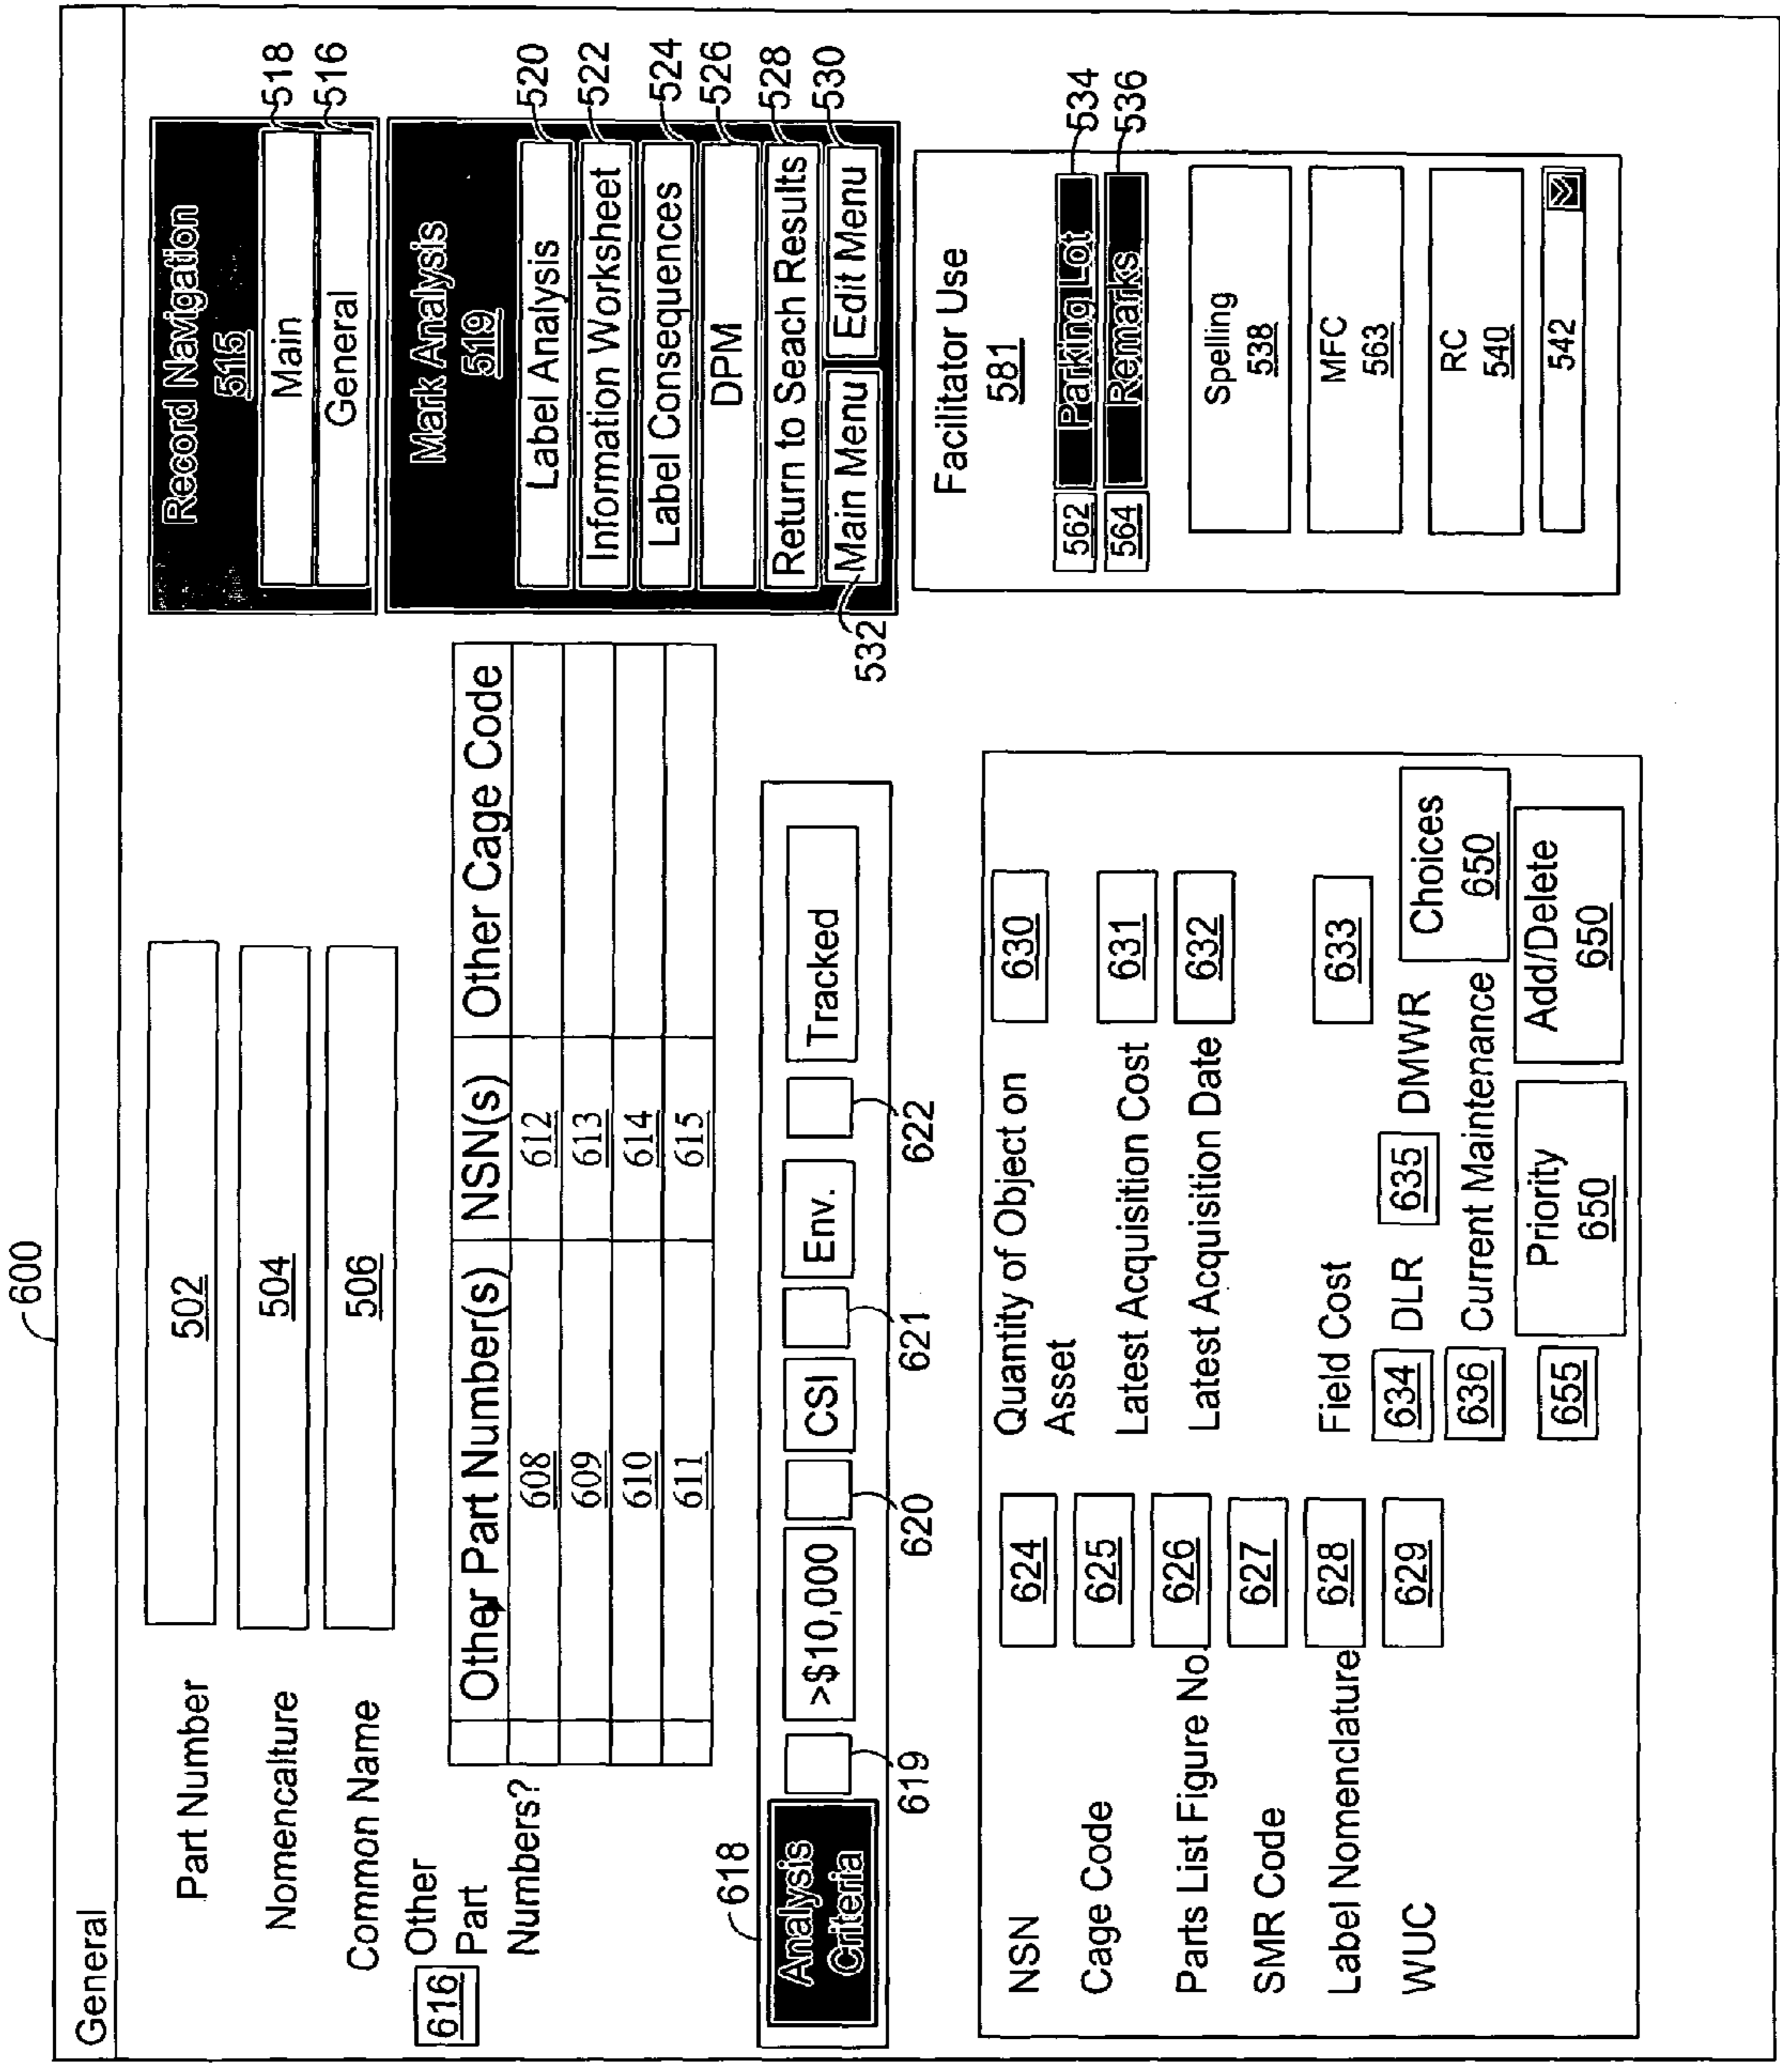 600
General
Part Number
502
Nomencalture
504
Common Name
506
616
Other
Part
Numbers?
Other Part Number(s) NSN(s) Other Cage Code
608 612
609 613
610 614
611 615
618
Analysis
Criteria
>$10,000
CSI
Env.
Tracked
619
620
621
622
NSN
624
Cage Code
625
Parts List Figure No.
626
SMR Code
627
Label Nomenclature
628
WUC
629
Quantity of Object on
Asset
630
Latest Acquisition Cost
631
Latest Acquisition Date
632
Field Cost
633
634 DLR 635 DMWR
636 Current Maintenance
Choices
650
655
Priority
650
Add/Delete
650
Record Navigation
515
Main
518
General
516
Mark Analysis
519
Label Analysis
520
Information Worksheet
522
Label Consequences
524
DPM
526
Return to Seach Results
528
Main Menu
Edit Menu
530
532
Facilitator Use
581
562 Parking Lot
534
564 Remarks
536
Spelling
538
MFC
563
RC
540
542